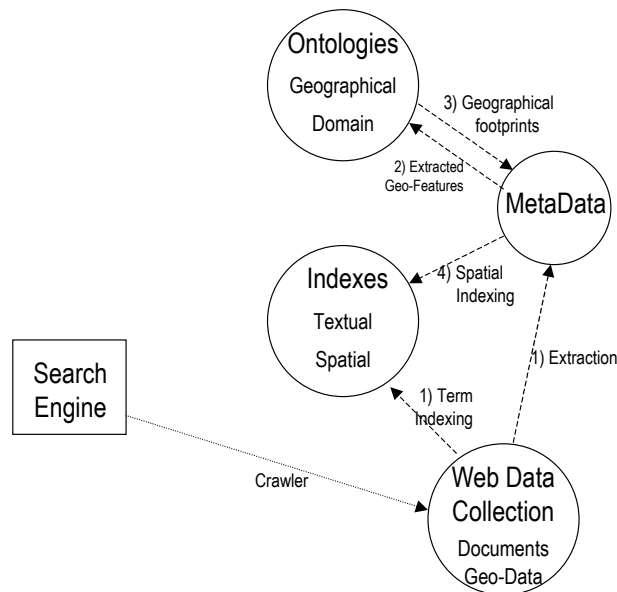 Ontologies
Geographical
Domain
3) Geographical
footprints
2) Extracted
Geo-Features
MetaData
Indexes
Textual
Spatial
4) Spatial
Indexing
1) Extraction
Search
Engine
1) Term
Indexing
Crawler
Web Data
Collection
Documents
Geo-Data